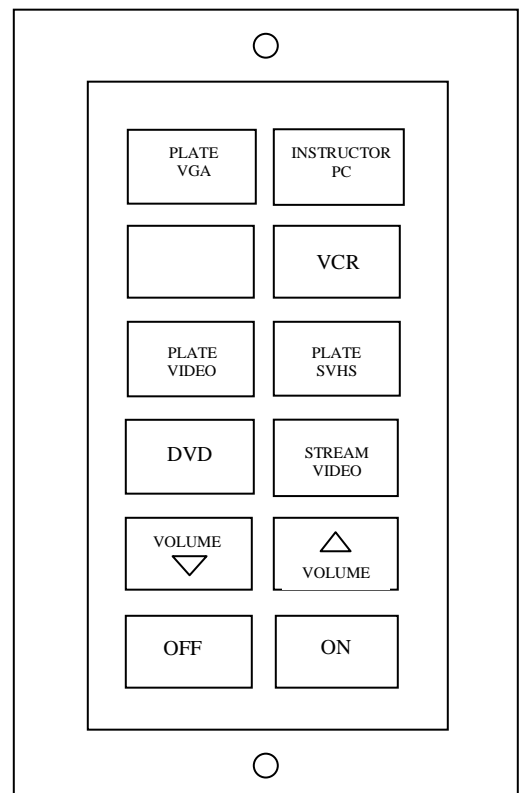 PLATE
VGA
INSTRUCTOR
PC
VCR
PLATE
VIDEO
PLATE
SVHS
DVD
STREAM
VIDEO
VOLUME
VOLUME
OFF
ON